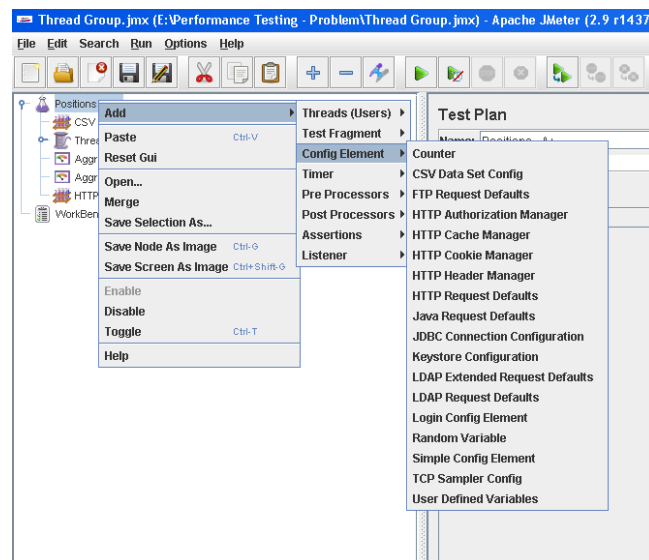 Thread Group.jmx (E:\Performance Testing - Problem\Thread Group.jmx) - Apache JMeter (2.9 r1437
File Edit Search Run Options Help
Positions
CSV
Threa
Aggr
Aggr
HTTP
WorkBen
Add
Paste Ctrl-V
Reset Gui
Open...
Merge
Save Selection As...
Save Node As Image Ctrl-G
Save Screen As Image Ctrl+Shift-G
Enable
Disable
Toggle Ctrl-T
Help
Threads (Users)
Test Fragment
Config Element
Timer
Pre Processors
Post Processors
Assertions
Listener
Counter
CSV Data Set Config
FTP Request Defaults
HTTP Authorization Manager
HTTP Cache Manager
HTTP Cookie Manager
HTTP Header Manager
HTTP Request Defaults
Java Request Defaults
JDBC Connection Configuration
Keystore Configuration
LDAP Extended Request Defaults
LDAP Request Defaults
Login Config Element
Random Variable
Simple Config Element
TCP Sampler Config
User Defined Variables
Test Plan
Name: Positions